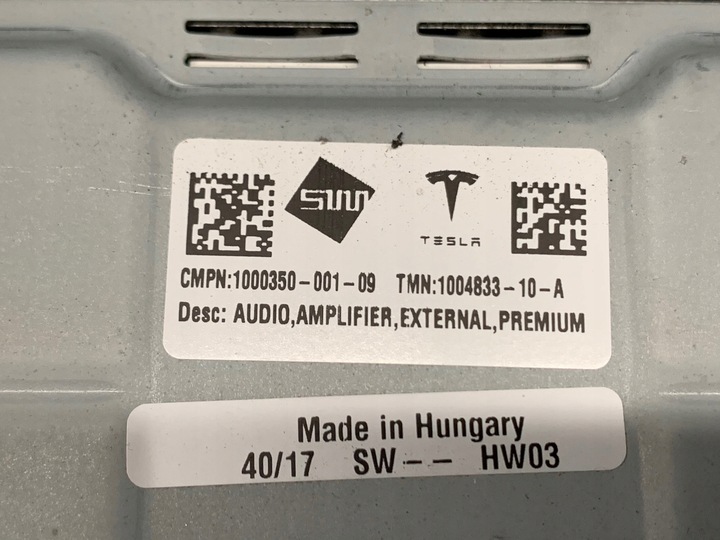 TESLA
CMPN:1000350-001-09 TMN:1004833-10-A
Desc: AUDIO,AMPLIFIER,EXTERNAL,PREMIUM
Made in Hungary
40/17 SW-- HW03